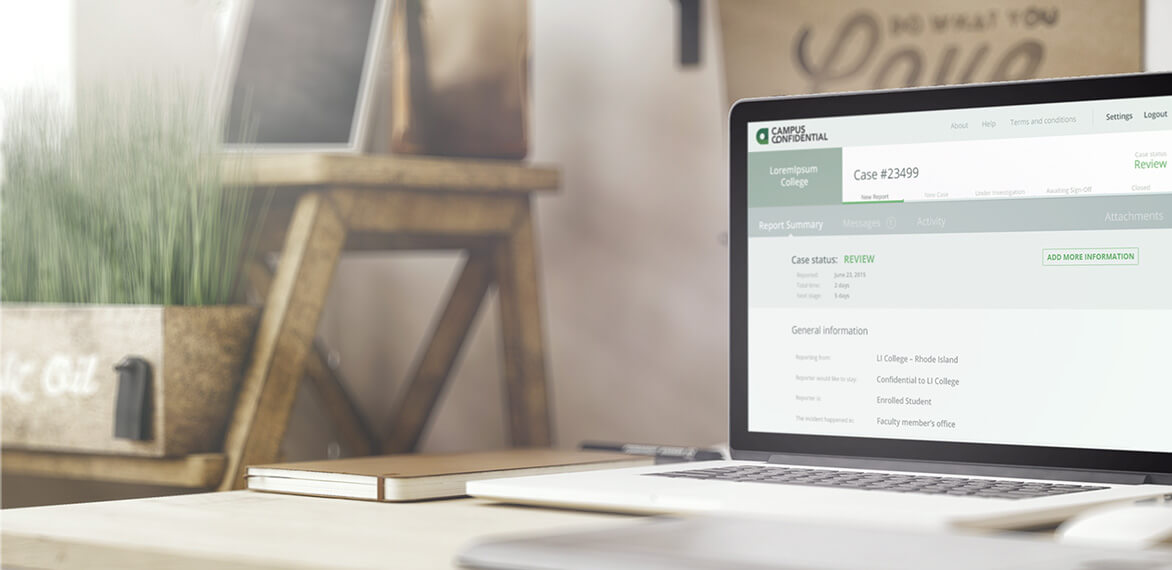 DO WHAT YOU
Love
Oil
CAMPUS
CONFIDENTIAL
About Help Terms and conditions Settings Logout
LoremIpsum
College
Case #23499
Case status
Review
New Report New Case Under Investigation Awaiting Sign-Off Closed
Report Summary Messages Activity Attachments
Case status: REVIEW
ADD MORE INFORMATION
Reported: June 23, 2015
Total time: 2 days
Next stage: 5 days
General information
Reporting from: LI College – Rhode Island
Reporter would like to stay: Confidential to LI College
Reporter is: Enrolled Student
The incident happened in: Faculty member's office